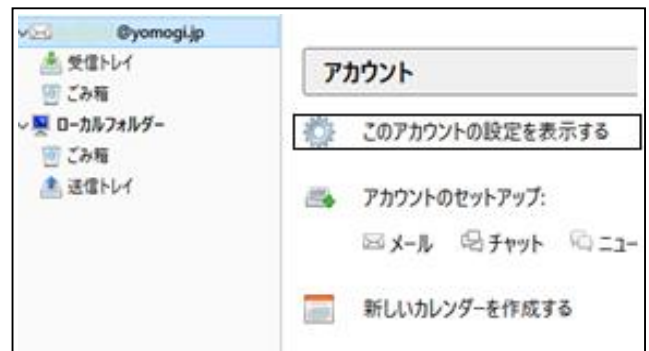 @yomogi.jp
受信トレイ
ごみ箱
ローカルフォルダー
ごみ箱
送信トレイ
アカウント
このアカウントの設定を表示する
アカウントのセットアップ:
メール チャット ニュー
新しいカレンダーを作成する